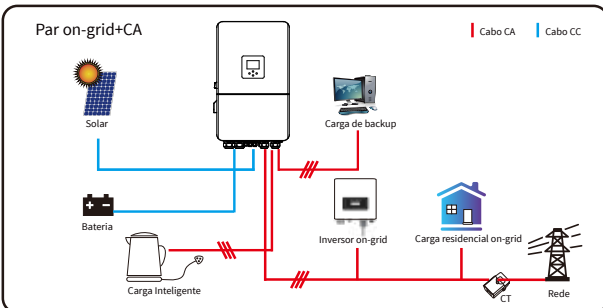 Par on-grid+CA
Cabo CA
Cabo CC
Solar
Carga de backup
Bateria
Inversor on-grid
Carga residencial on-grid
Carga Inteligente
CT
Rede